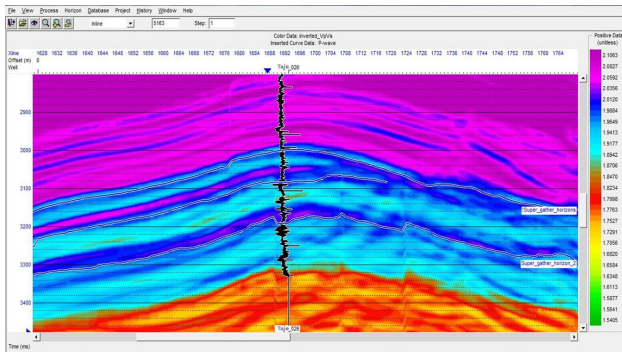 File View Process Horizon Database Project History Window Help
Inline 5163 Step: 1
Color Data: Inverted_VpVs
Inserted Curve Data: P-wave
Positive Data
(unitless)
Xline 1628 1632 1636 1640 1644 1648 1652 1656 1660 1664 1668 1672 1676 1680 1684 1688 1692 1696 1700 1704 1708 1712 1716 1720 1724 1728 1732 1736 1740 1744 1748 1752 1756 1760 1764
Offset (m) 0
Well
2900
3000
3100
3200
3300
3400
Super_gather_horizons
Super_gather_horizon_2
Time (ms)
2.1063
2.0827
2.0592
2.0356
2.0120
1.9884
1.9649
1.9413
1.9177
1.8942
1.8706
1.8470
1.8234
1.7998
1.7763
1.7527
1.7291
1.7056
1.6820
1.6584
1.6348
1.6113
1.5877
1.5641
1.5405